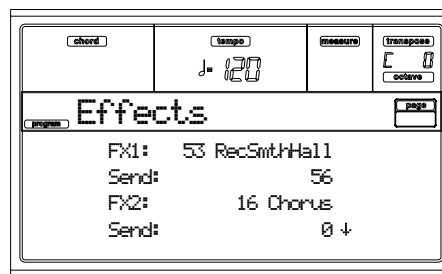 chord
tempo
measure
transpose
♩= 120
C 0
octave
program Effects
page
FX1: 53 RecSmthHall
Send: 56
FX2: 16 Chorus
Send: 0 ↓